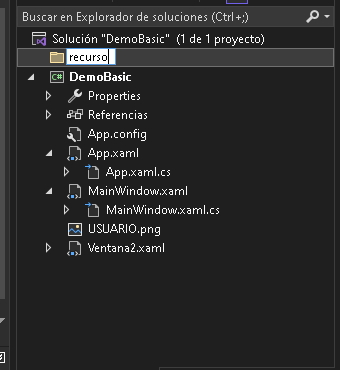 Buscar en Explorador de soluciones (Ctrl+;)
Solución "DemoBasic" (1 de 1 proyecto)
recurso
DemoBasic
Properties
Referencias
App.config
App.xaml
App.xaml.cs
MainWindow.xaml
MainWindow.xaml.cs
USUARIO.png
Ventana2.xaml